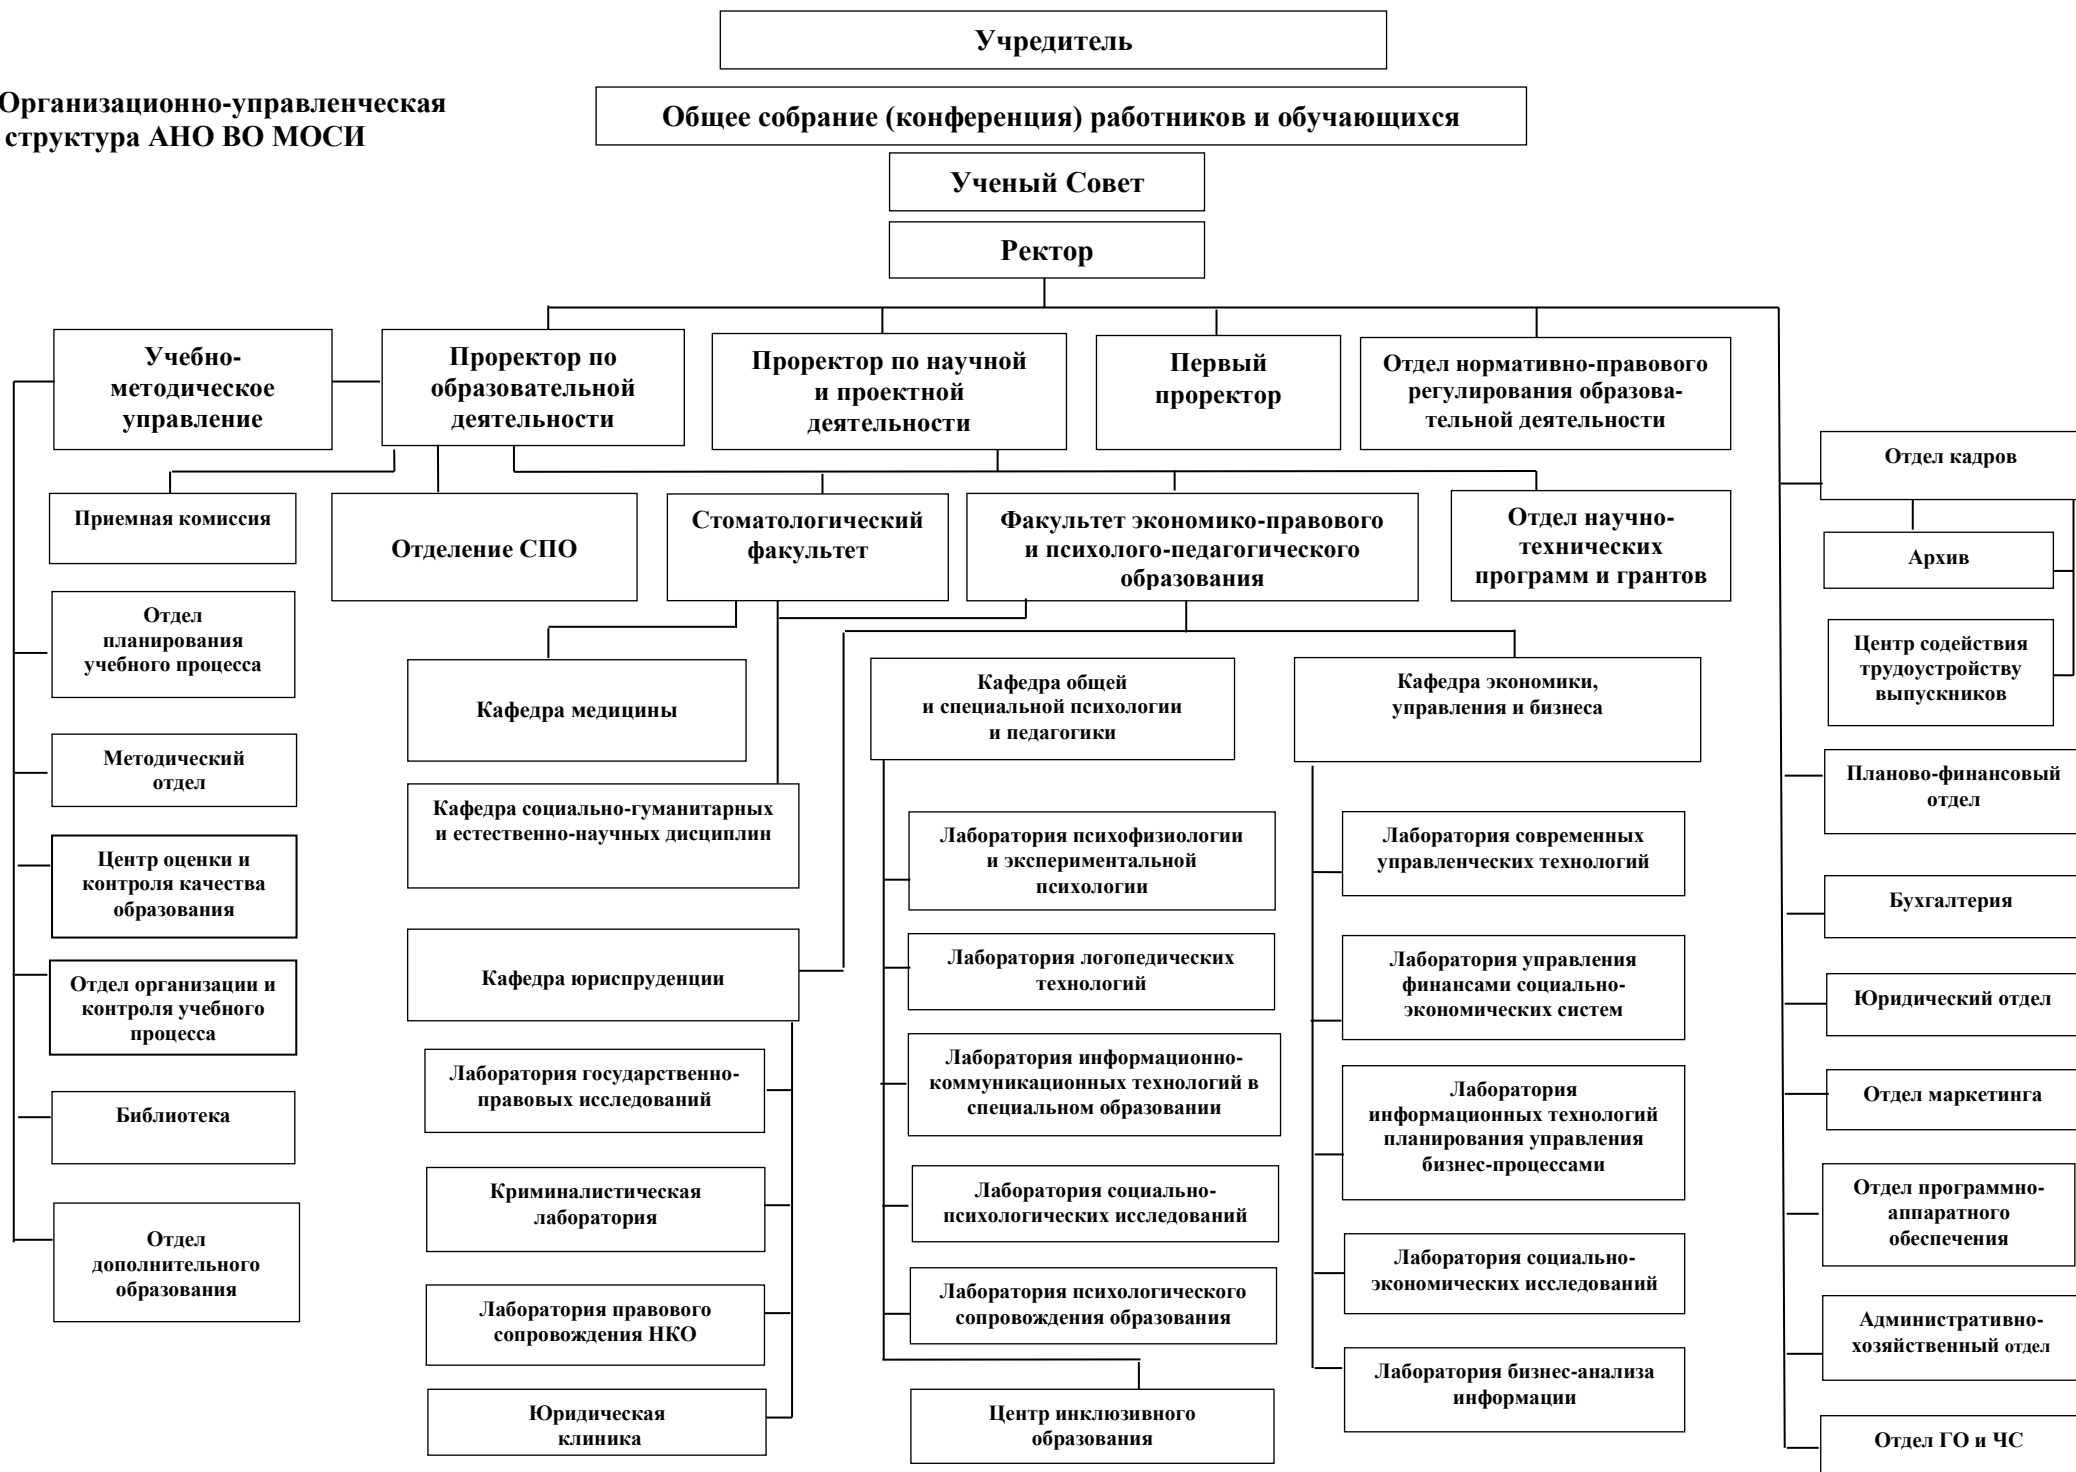 Учредитель
Организационно-управленческая
структура АНО ВО МОСИ
Общее собрание (конференция) работников и обучающихся
Ученый Совет
Ректор
Учебно-
методическое
управление
Проректор по
образовательной
деятельности
Проректор по научной
и проектной
деятельности
Первый
проректор
Отдел нормативно-правового
регулирования образова-
тельной деятельности
Отдел кадров
Приемная комиссия
Отделение СПО
Стоматологический
факультет
Факультет экономико-правового
и психолого-педагогического
образования
Отдел научно-
технических
программ и грантов
Архив
Отдел
планирования
учебного процесса
Кафедра медицины
Кафедра общей
и специальной психологии
и педагогики
Кафедра экономики,
управления и бизнеса
Центр содействия
трудоустройству
выпускников
Методический
отдел
Кафедра социально-гуманитарных
и естественно-научных дисциплин
Планово-финансовый
отдел
Центр оценки и
контроля качества
образования
Лаборатория психофизиологии
и экспериментальной
психологии
Лаборатория современных
управленческих технологий
Бухгалтерия
Отдел организации и
контроля учебного
процесса
Кафедра юриспруденции
Лаборатория логопедических
технологий
Лаборатория управления
финансами социально-
экономических систем
Юридический отдел
Библиотека
Лаборатория государственно-
правовых исследований
Лаборатория информационно-
коммуникационных технологий в
специальном образовании
Лаборатория
информационных технологий
планирования управления
бизнес-процессами
Отдел маркетинга
Отдел
дополнительного
образования
Криминалистическая
лаборатория
Лаборатория социально-
психологических исследований
Лаборатория социально-
экономических исследований
Отдел программно-
аппаратного
обеспечения
Лаборатория правового
сопровождения НКО
Лаборатория психологического
сопровождения образования
Административно-
хозяйственный отдел
Юридическая
клиника
Центр инклюзивного
образования
Лаборатория бизнес-анализа
информации
Отдел ГО и ЧС